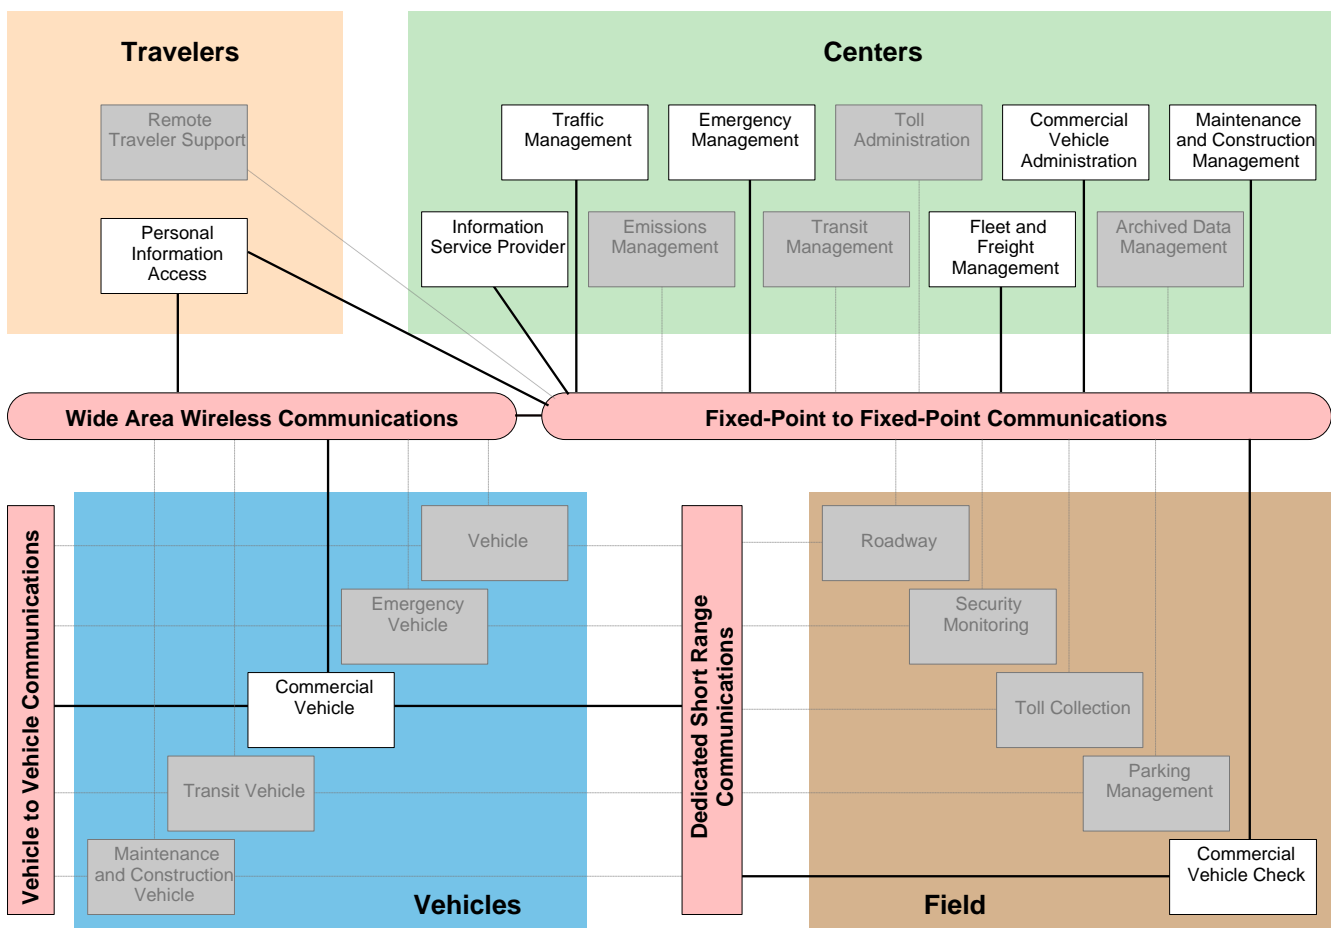 Travelers
Centers
Remote
Traveler Support
Traffic
Management
Emergency
Management
Toll
Administration
Commercial
Vehicle
Administration
Maintenance
and Construction
Management
Personal
Information
Access
Information
Service Provider
Emissions
Management
Transit
Management
Fleet and
Freight
Management
Archived Data
Management
Wide Area Wireless Communications
Fixed-Point to Fixed-Point Communications
Vehicle to Vehicle Communications
Vehicle
Emergency
Vehicle
Commercial
Vehicle
Transit Vehicle
Maintenance
and Construction
Vehicle
Vehicles
Dedicated Short Range
Communications
Roadway
Security
Monitoring
Toll Collection
Parking
Management
Commercial
Vehicle Check
Field